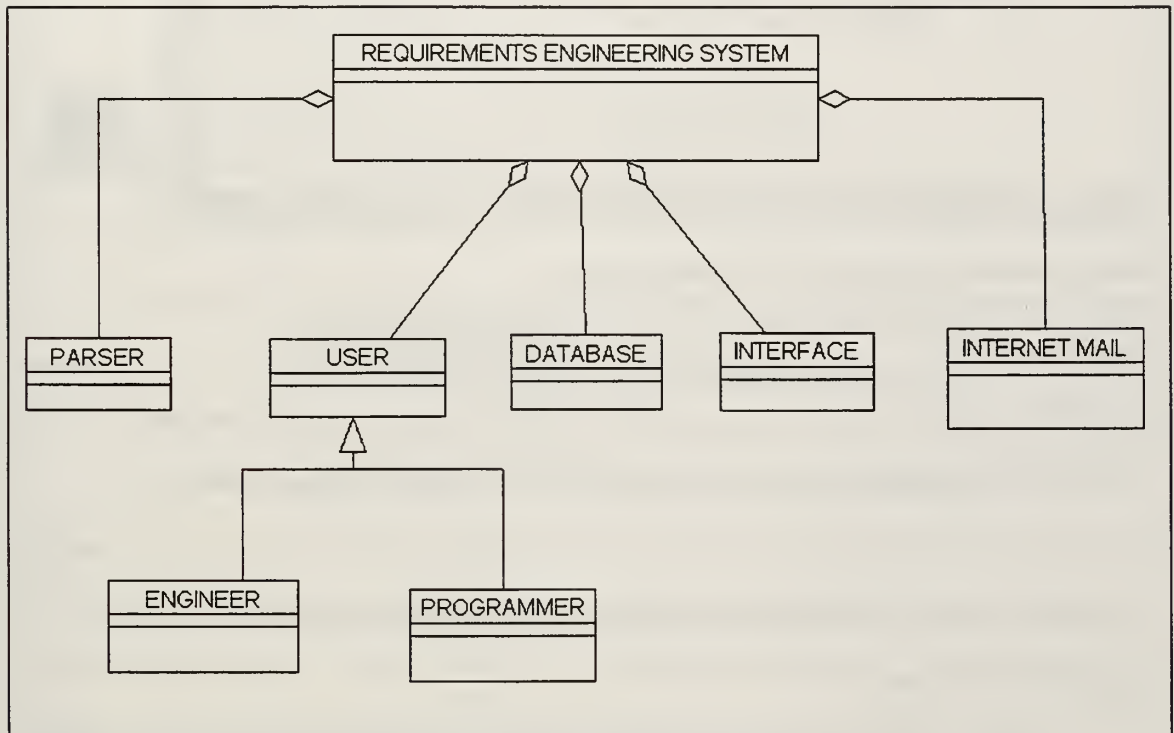 REQUIREMENTS ENGINEERING SYSTEM
PARSER
USER
DATABASE
INTERFACE
INTERNET MAIL
ENGINEER
PROGRAMMER